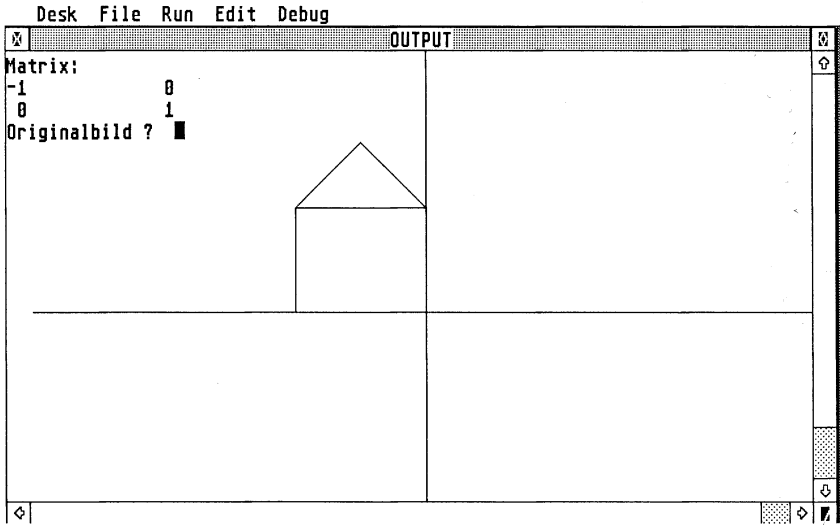 Desk File Run Edit Debug
OUTPUT
Matrix:
-1 0
0 1
Originalbild ?